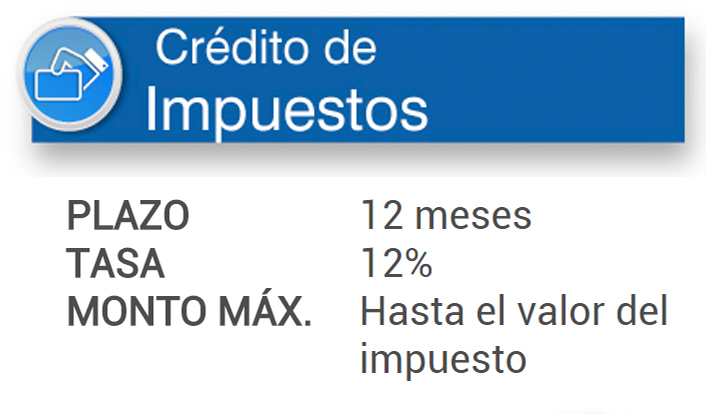 Crédito de
Impuestos
PLAZO 12 meses
TASA 12%
MONTO MÁX. Hasta el valor del
impuesto